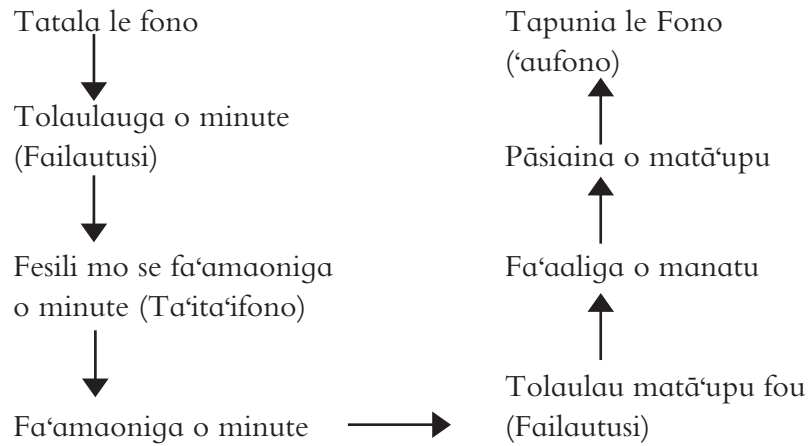 Tatala le fono
Tolaulauga o minute
(Failautusi)
Fesili mo se fa‘amaoniga
o minute (Ta‘ita‘ifono)
Fa‘amaoniga o minute
Tolaulau matā‘upu fou
(Failautusi)
Fa‘aaliga o manatu
Pāsiaina o matā‘upu
Tapunia le Fono
(‘aufono)